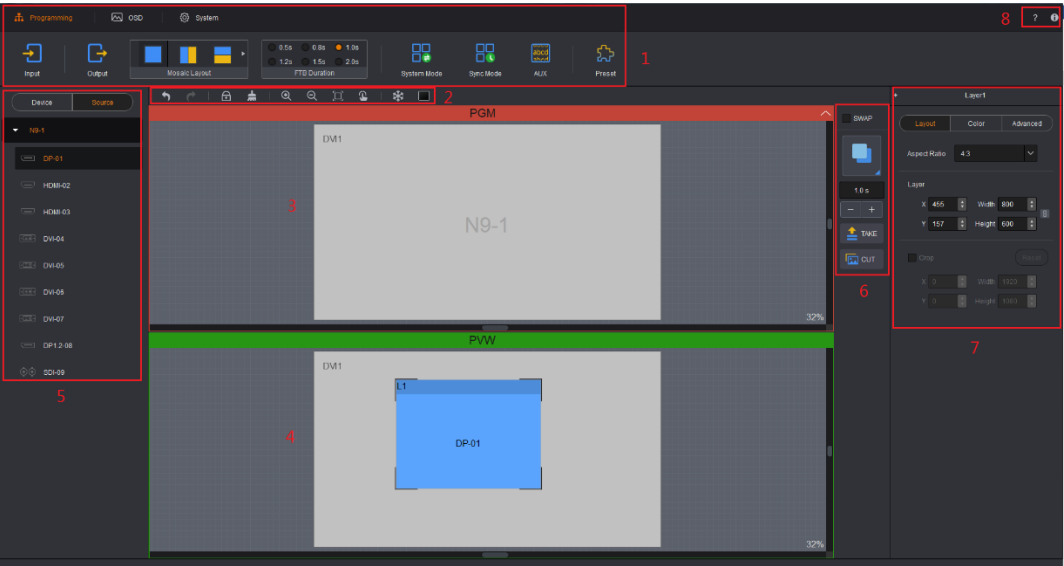 Programming OSD System
8 ?
Input Output Mosaic Layout
0.5s 0.8s 1.0s
1.2s 1.5s 2.0s
FTB Duration
System Mode Sync Mode AUX Preset
abcd
abcd
1
2
Device Source
N9-1
DP-01
HDMI-02
HDMI-03
DVI-04
DVI-05
DVI-06
DVI-07
DP1.2-08
SDI-09
5
PGM
DVI1
3
N9-1
32%
PVW
DVI1
L1
4
DP-01
32%
SWAP
1.0 s
- +
TAKE
CUT
6
Layer1
Layout Color Advanced
Aspect Ratio 4:3
Layer
X 455 Width 800
Y 157 Height 600
Crop Reset
X 0 Width 1920
Y 0 Height 1080
7